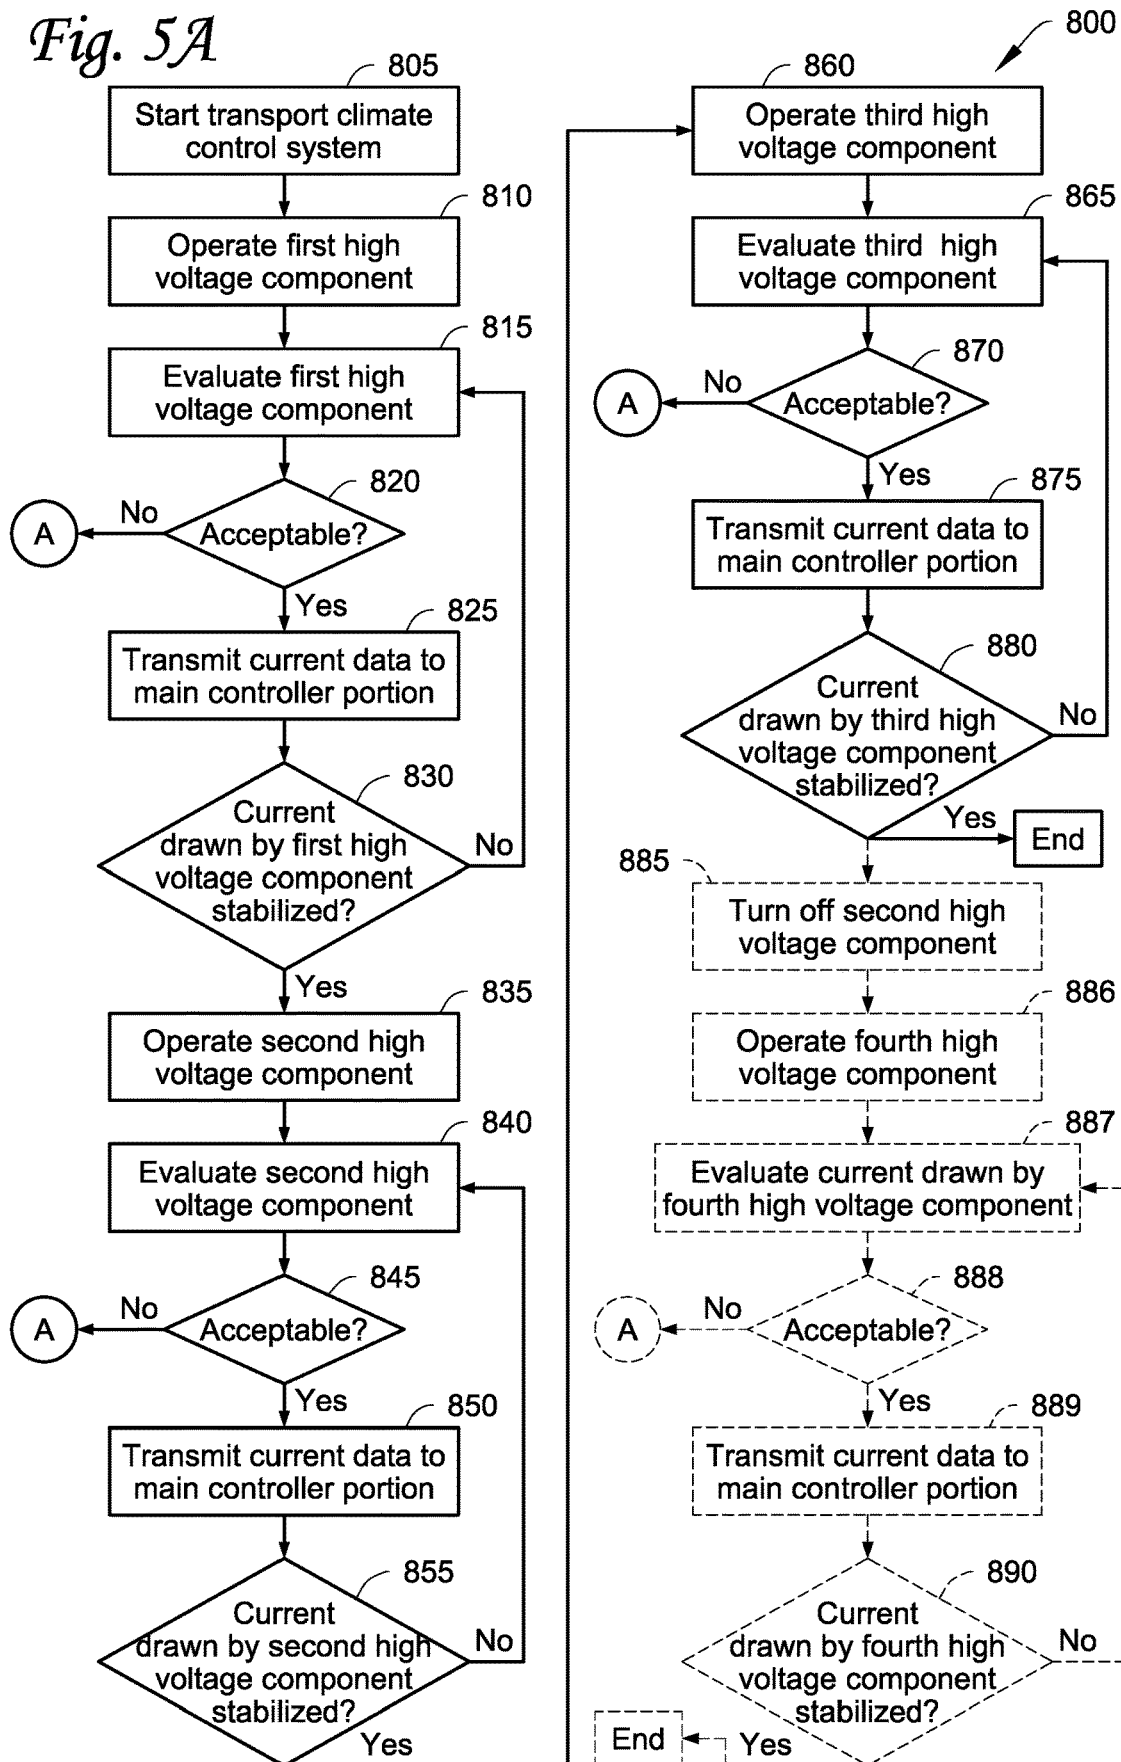 Fig. 5A
800
805
Start transport climate
control system
810
Operate first high
voltage component
815
Evaluate first high
voltage component
820
Acceptable?
No
A
Yes
825
Transmit current data to
main controller portion
830
Current
drawn by first high
voltage component
stabilized?
No
Yes
835
Operate second high
voltage component
840
Evaluate second high
voltage component
845
Acceptable?
No
A
Yes
850
Transmit current data to
main controller portion
855
Current
drawn by second high
voltage component
stabilized?
No
Yes
860
Operate third high
voltage component
865
Evaluate third high
voltage component
870
Acceptable?
No
A
Yes
875
Transmit current data to
main controller portion
880
Current
drawn by third high
voltage component
stabilized?
No
Yes
End
885
Turn off second high
voltage component
886
Operate fourth high
voltage component
887
Evaluate current drawn by
fourth high voltage component
888
Acceptable?
No
A
Yes
889
Transmit current data to
main controller portion
890
Current
drawn by fourth high
voltage component
stabilized?
No
Yes
End